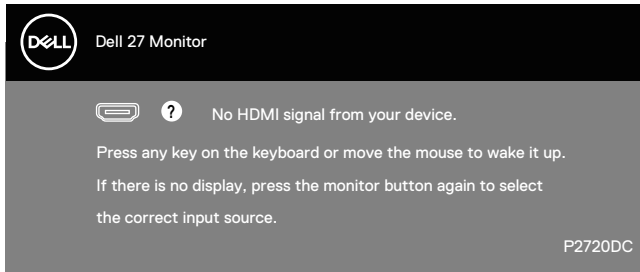 DELL
Dell 27 Monitor
? No HDMI signal from your device.
Press any key on the keyboard or move the mouse to wake it up.
If there is no display, press the monitor button again to select
the correct input source.
P2720DC